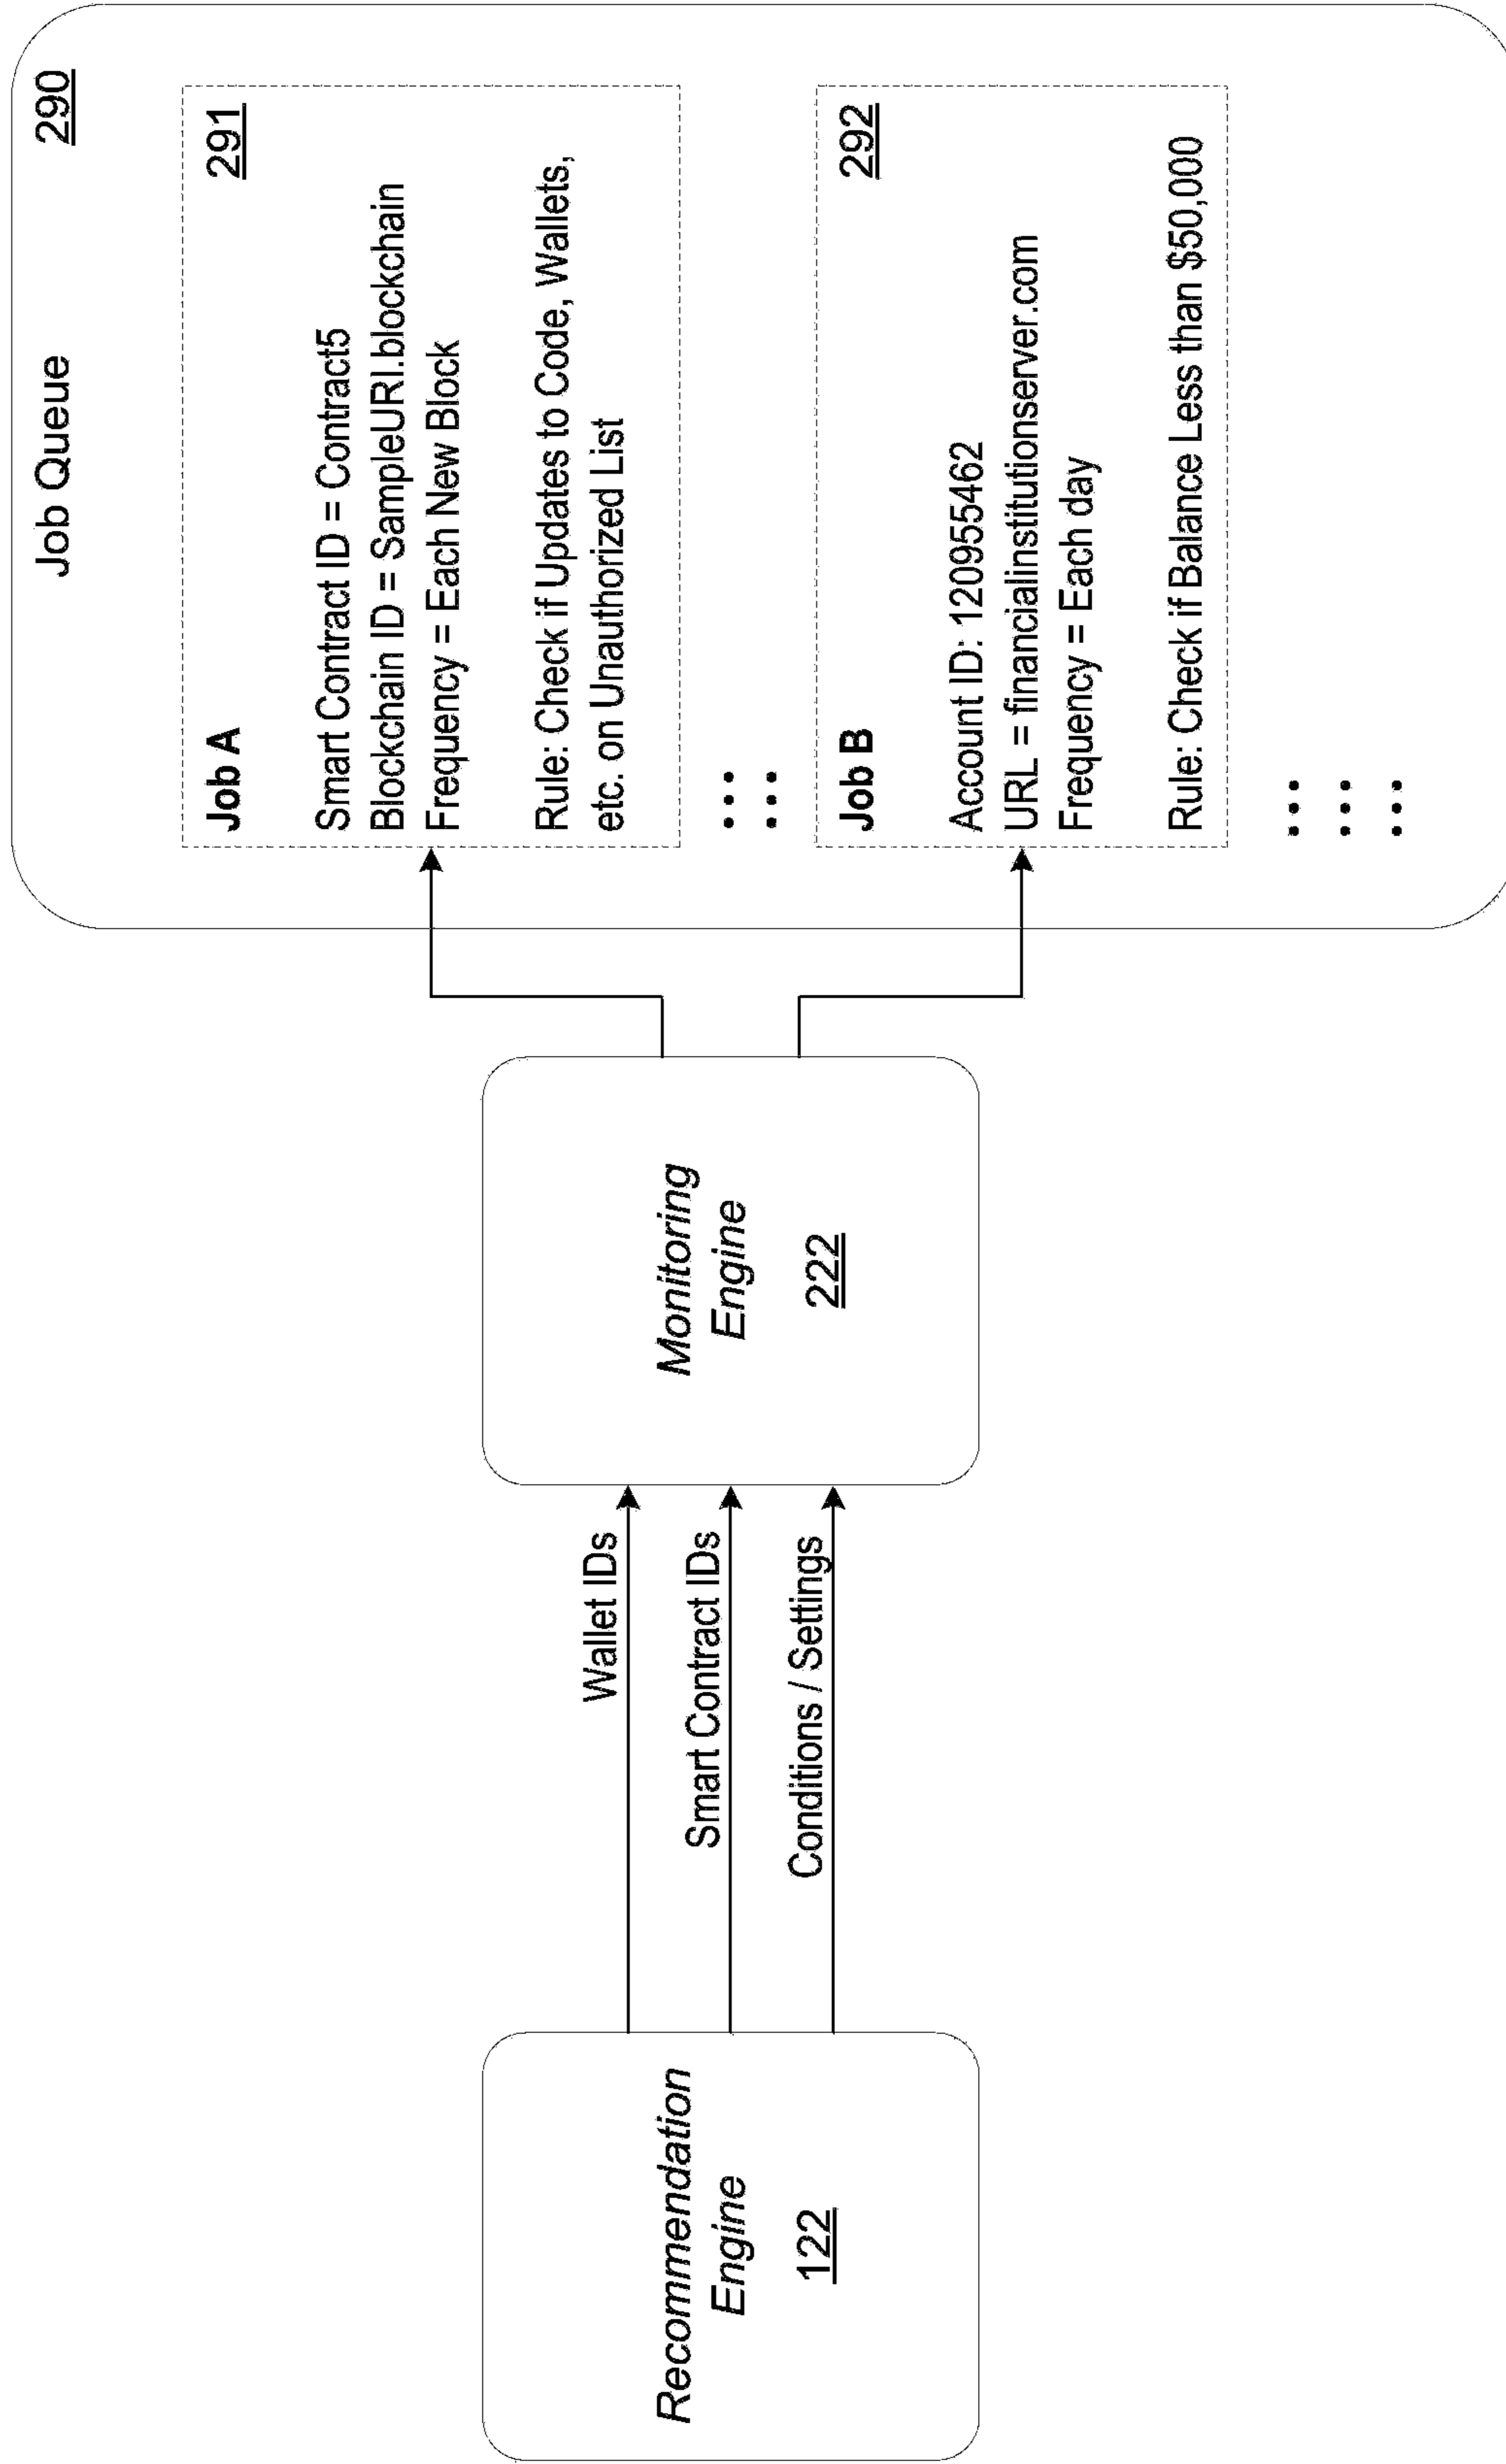 Recommendation
Engine
122
Wallet IDs
Smart Contract IDs
Conditions / Settings
Monitoring
Engine
222
Job Queue
290
Job A
291
Smart Contract ID = Contract5
Blockchain ID = SampleURI.blockchain
Frequency = Each New Block
Rule: Check if Updates to Code, Wallets,
etc. on Unauthorized List
Job B
292
Account ID: 120955462
URL = financialinstitutionserver.com
Frequency = Each day
Rule: Check if Balance Less than $50,000